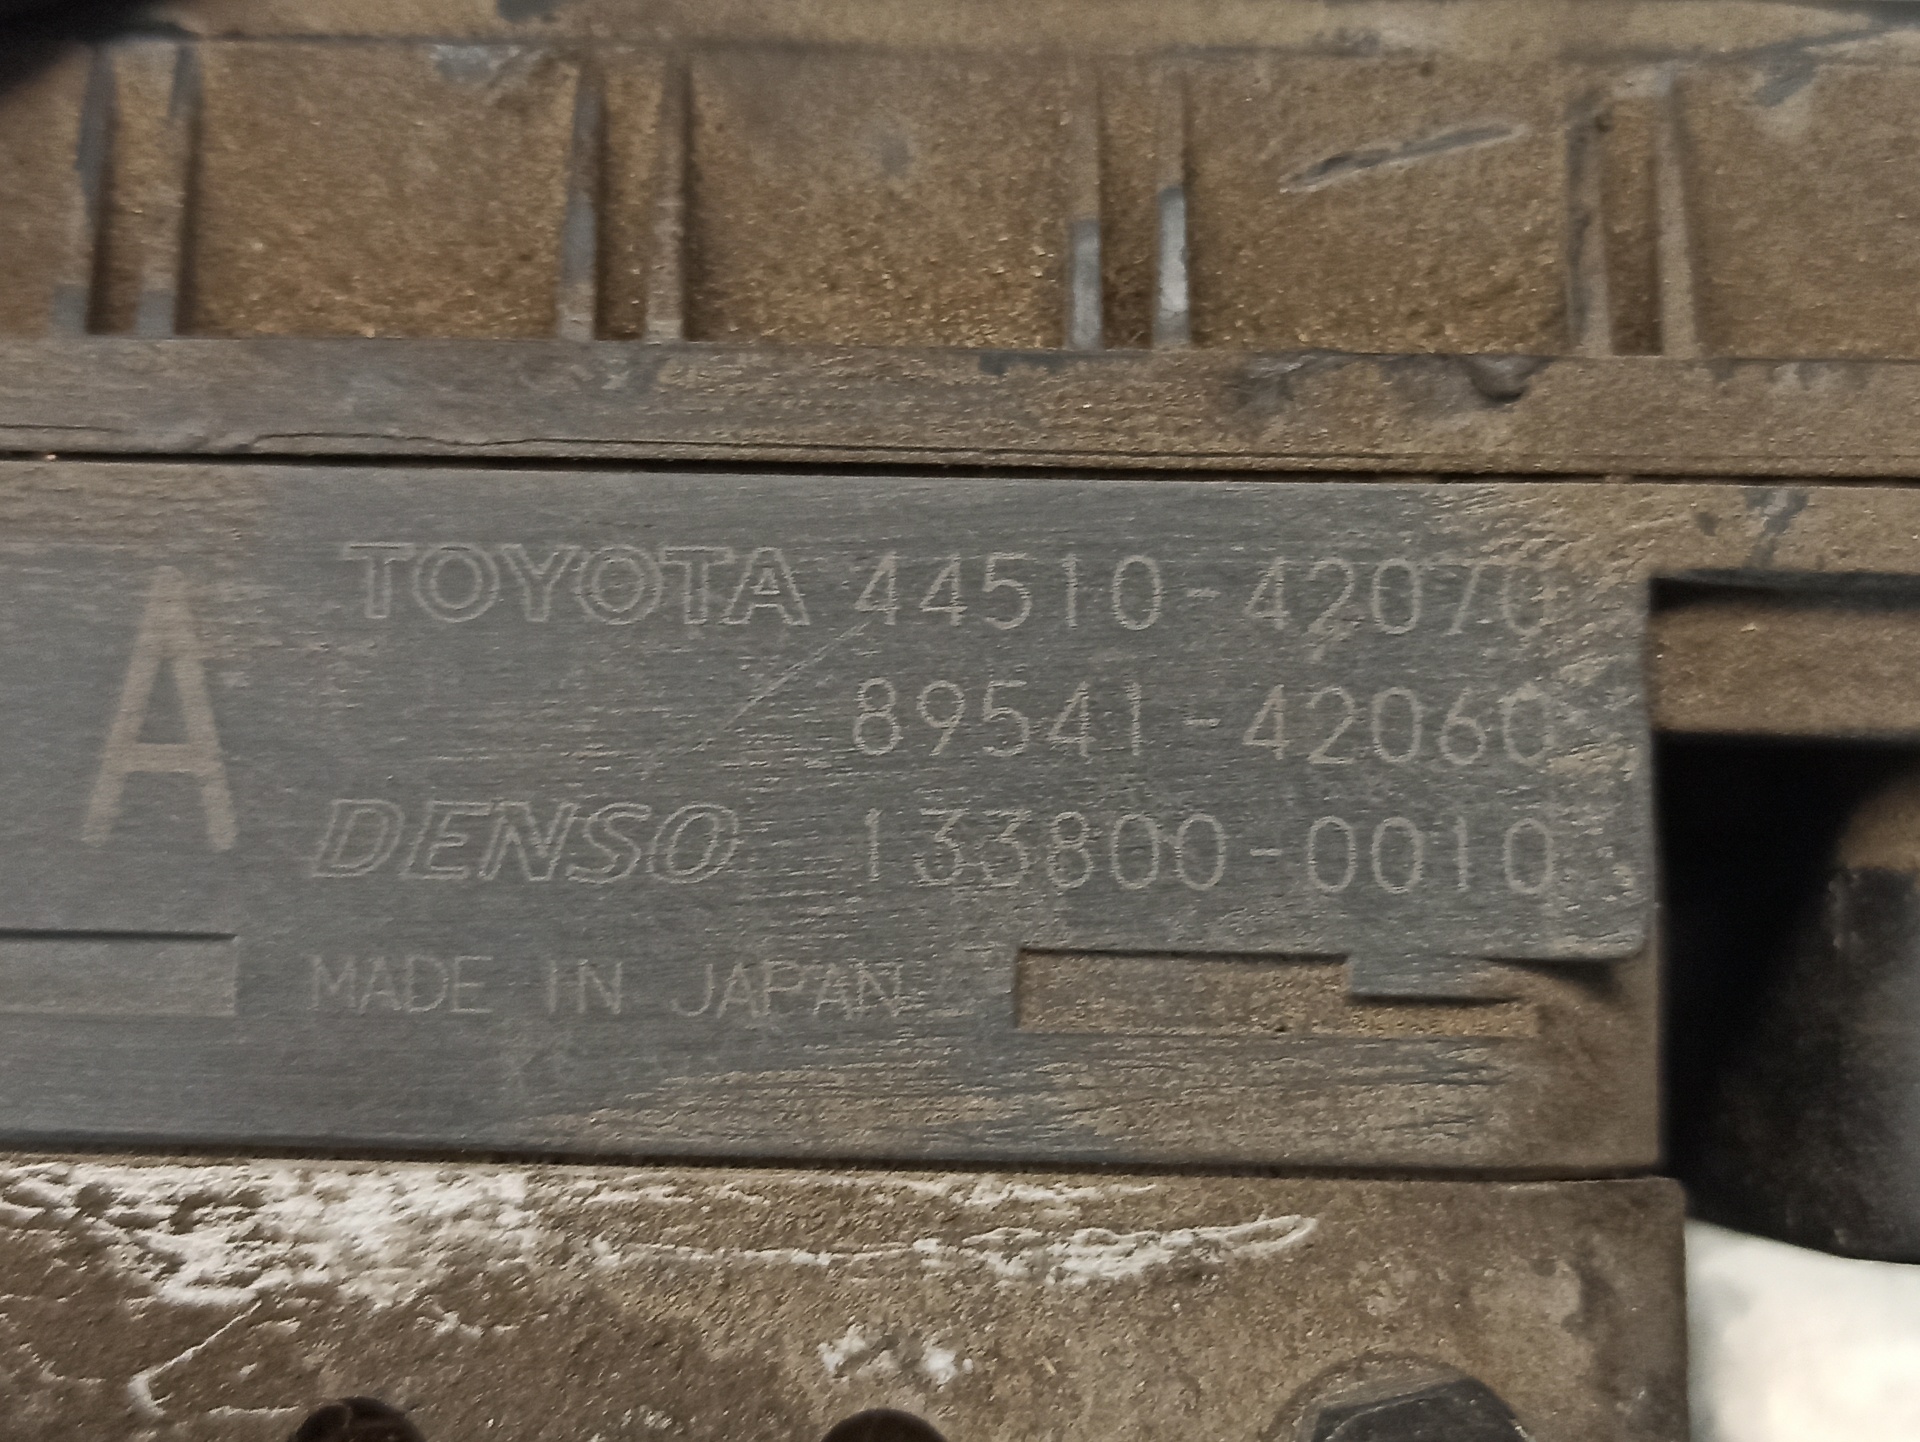 A
TOYOTA 44510-42070
89541-42060
DENSO 133800-0010
MADE IN JAPAN